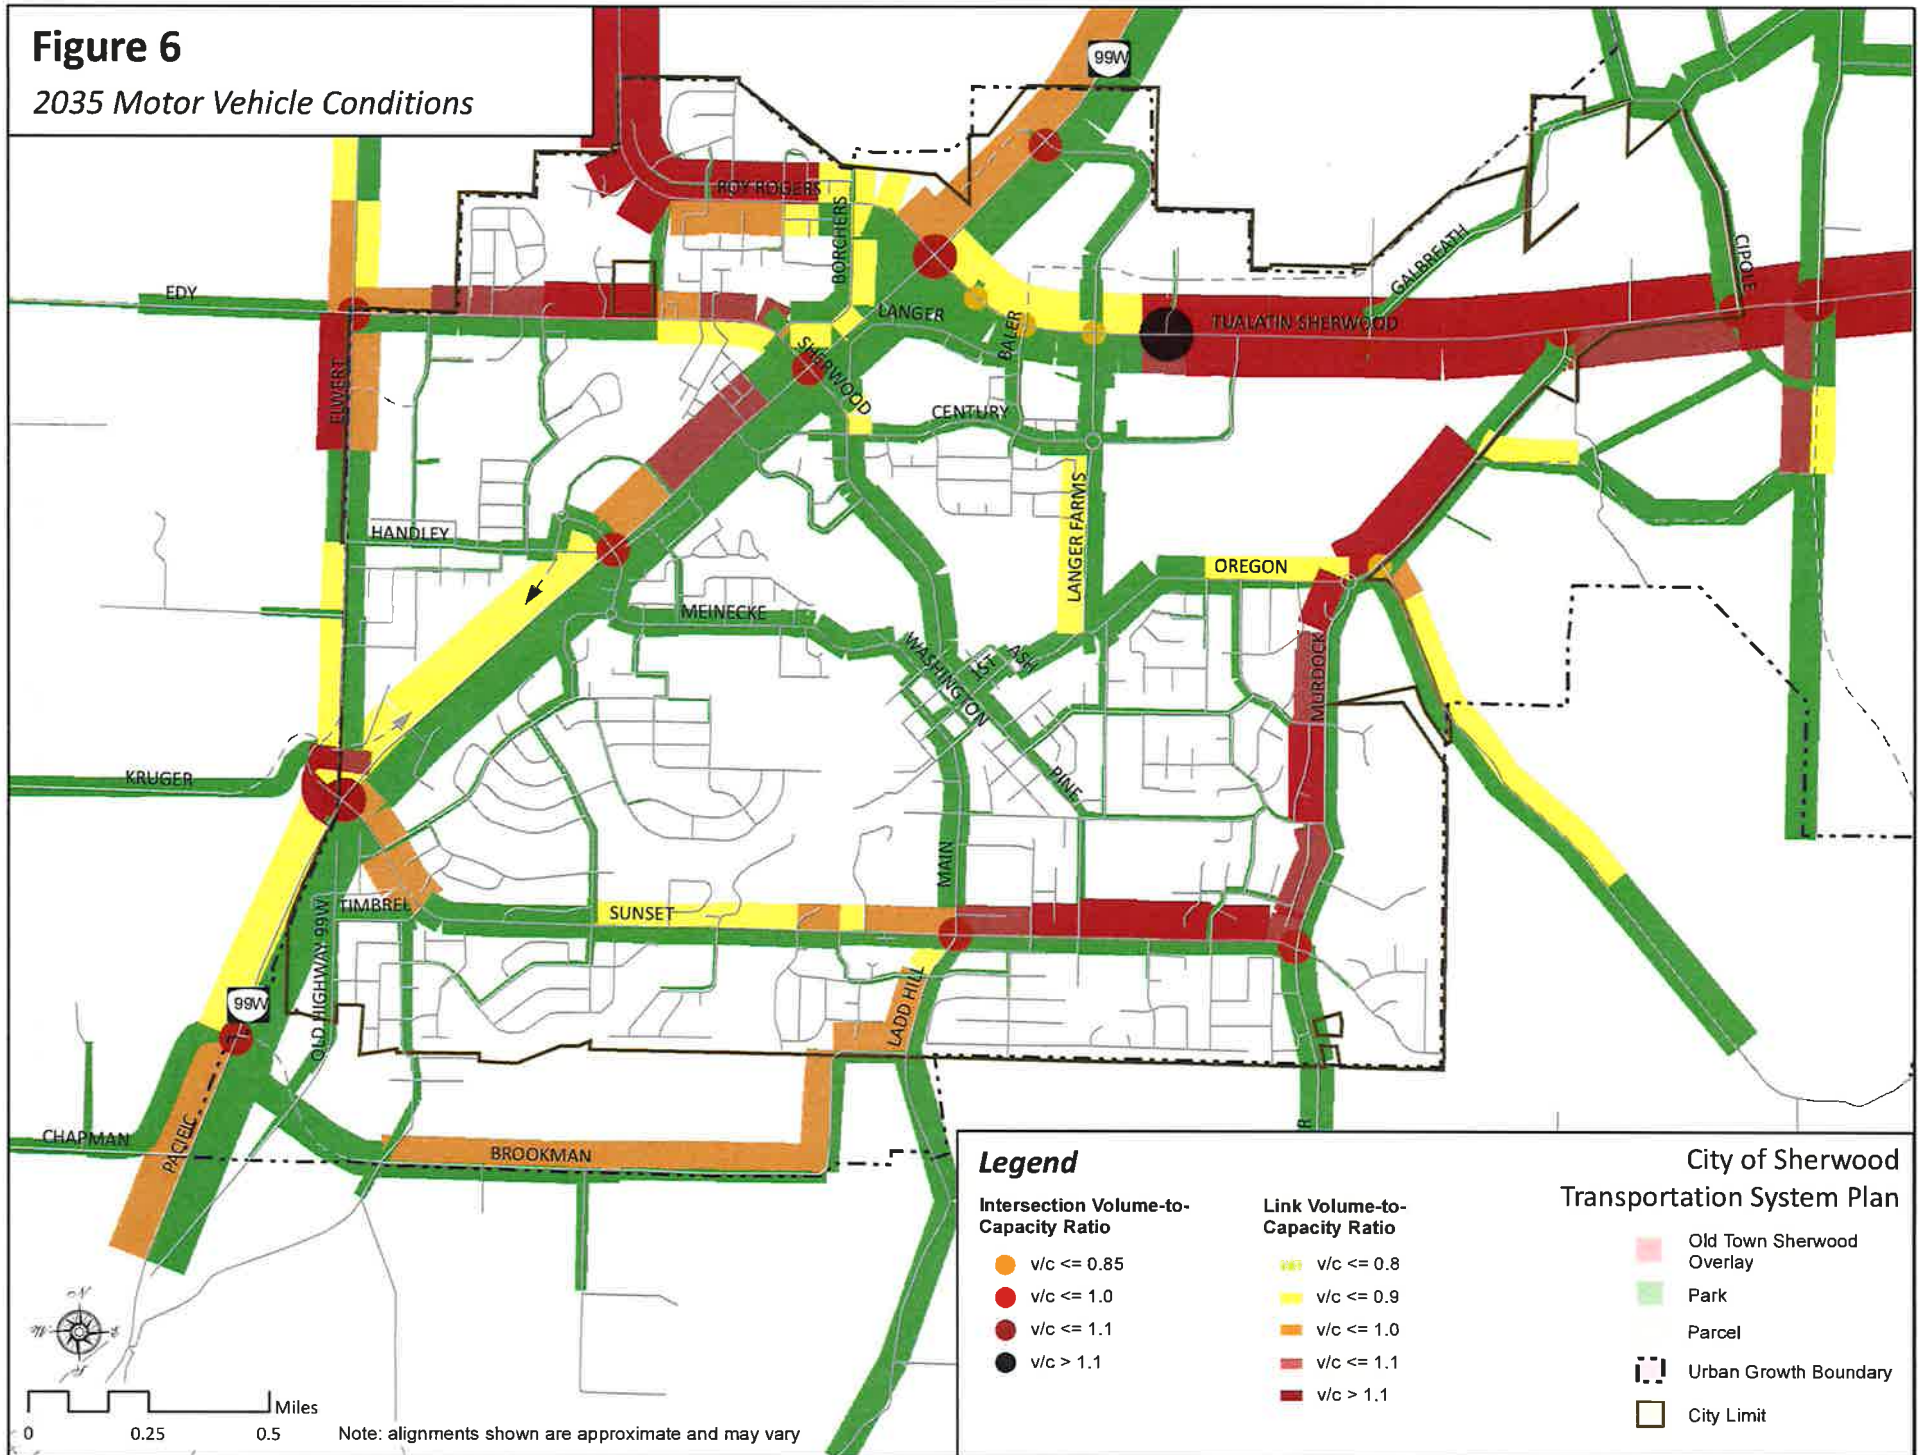 Figure 6
2035 Motor Vehicle Conditions
99W
ROY ROGERS
BORCHERS
EDY
LANGER
BALER
TUALATIN SHERWOOD
GALBREATH
CIPOLE
ELWERT
SHERWOOD
CENTURY
HANDLEY
LANGER FARMS
OREGON
MEINECKE
WASHINGTON
1ST
ASH
MURDOCK
KRUGER
PINE
MAIN
TIMBREL
SUNSET
OLD HIGHWAY 99W
99W
LADD HILL
CHAPMAN
PACIFIC
BROOKMAN
R
Legend
Intersection Volume-to-
Capacity Ratio
v/c <= 0.85
v/c <= 1.0
v/c <= 1.1
v/c > 1.1
Link Volume-to-
Capacity Ratio
v/c <= 0.8
v/c <= 0.9
v/c <= 1.0
v/c <= 1.1
v/c > 1.1
City of Sherwood
Transportation System Plan
Old Town Sherwood
Overlay
Park
Parcel
Urban Growth Boundary
City Limit
N
W
Miles
0 0.25 0.5
Note: alignments shown are approximate and may vary